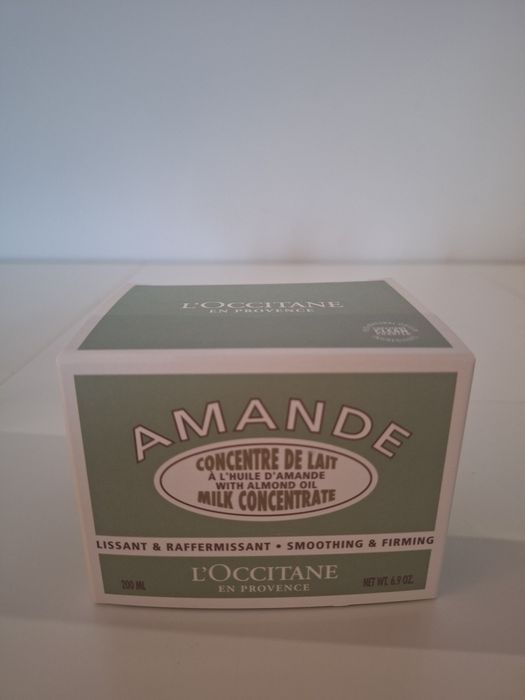 L'OCCITANE
EN PROVENCE
AMANDE
CONCENTRE DE LAIT
À L'HUILE D'AMANDE
WITH ALMOND OIL
MILK CONCENTRATE
LISSANT & RAFFERMISSANT • SMOOTHING & FIRMING
200 ML
L'OCCITANE
EN PROVENCE
NET WT. 6.9 OZ.